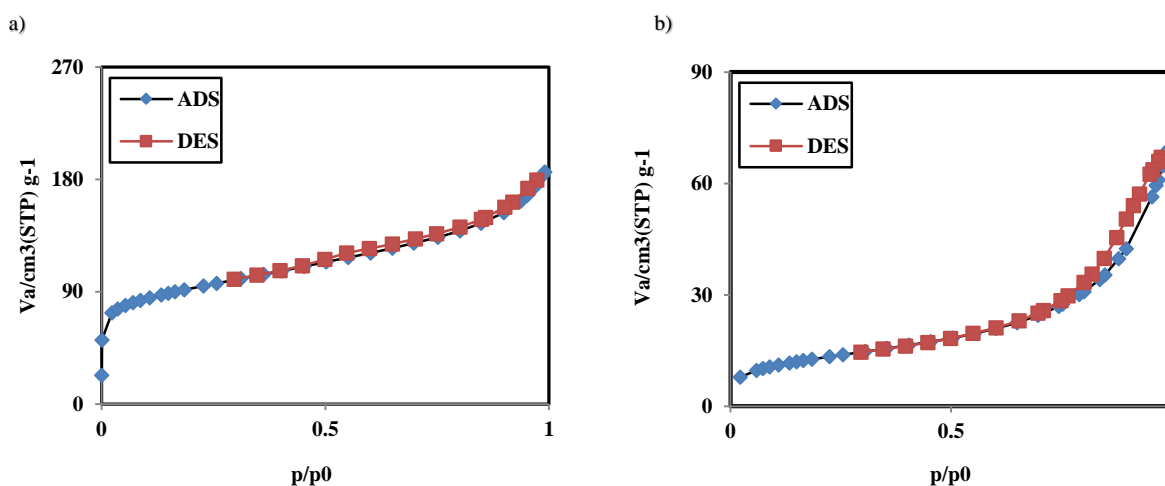 a)
270
180
90
0
0
0.5
1
Va/cm3(STP) g-1
p/p0
ADS
DES
b)
90
60
30
0
0
0.5
Va/cm3(STP) g-1
p/p0
ADS
DES